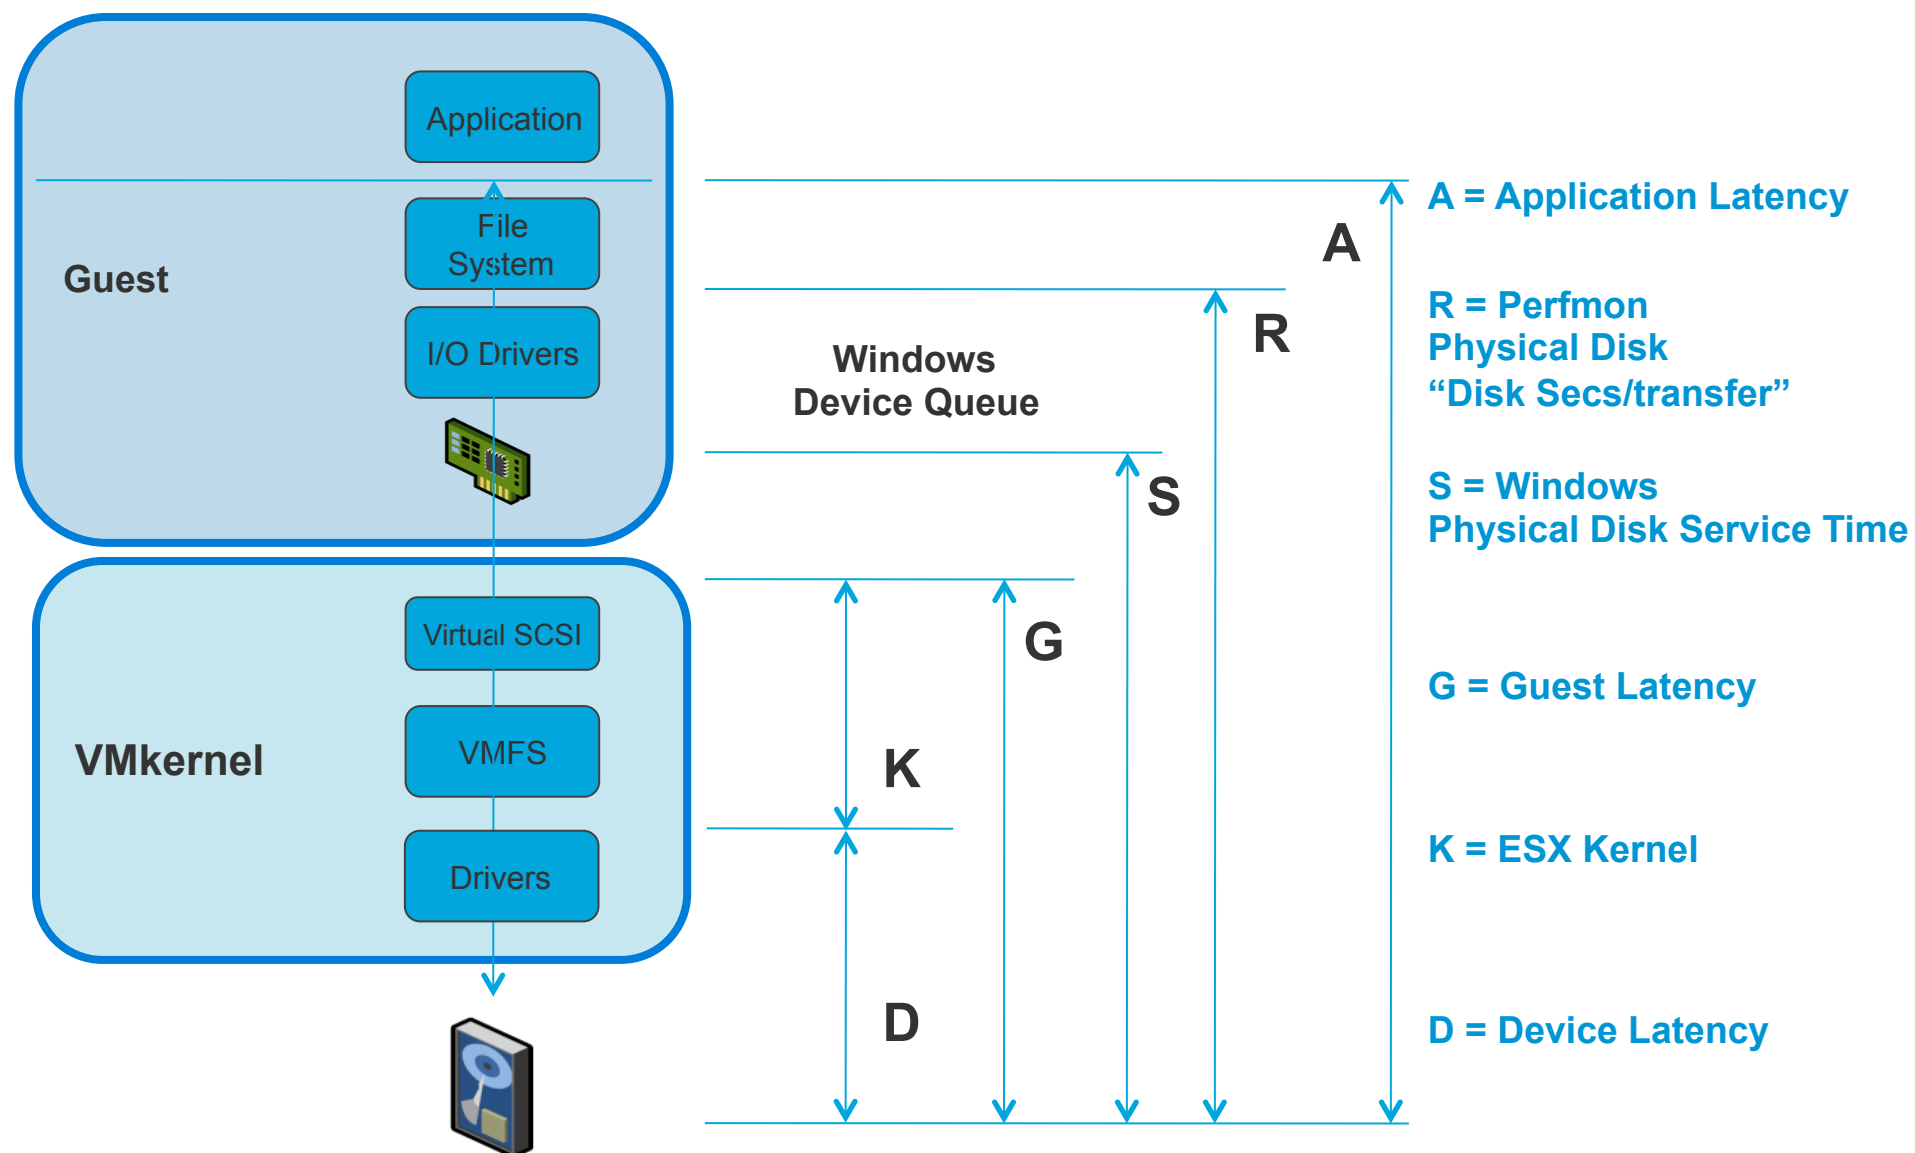 Application
File
System
Guest
I/O Drivers
Virtual SCSI
VMkernel
VMFS
Drivers
Windows
Device Queue
A
R
S
G
K
D
A = Application Latency
R = Perfmon
Physical Disk
“Disk Secs/transfer”
S = Windows
Physical Disk Service Time
G = Guest Latency
K = ESX Kernel
D = Device Latency